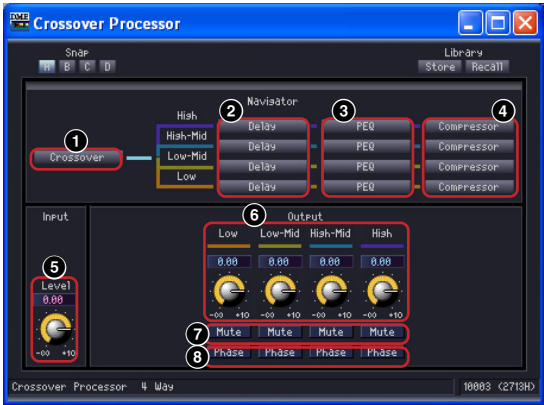 DME Crossover Processor
Snap
A B C D
Library
Store Recall
Navigator
High
High-Mid
Low-Mid
Low
1
Crossover
2
Delay
Delay
Delay
Delay
3
PEQ
PEQ
PEQ
PEQ
4
Compressor
Compressor
Compressor
Compressor
Input
5
Level
0.00
-∞ +10
6
Output
Low Low-Mid High-Mid High
0.00 0.00 0.00 0.00
-∞ +10 -∞ +10 -∞ +10 -∞ +10
7
Mute Mute Mute Mute
8
Phase Phase Phase Phase
Crossover Processor 4 Way
10003 (2713H)